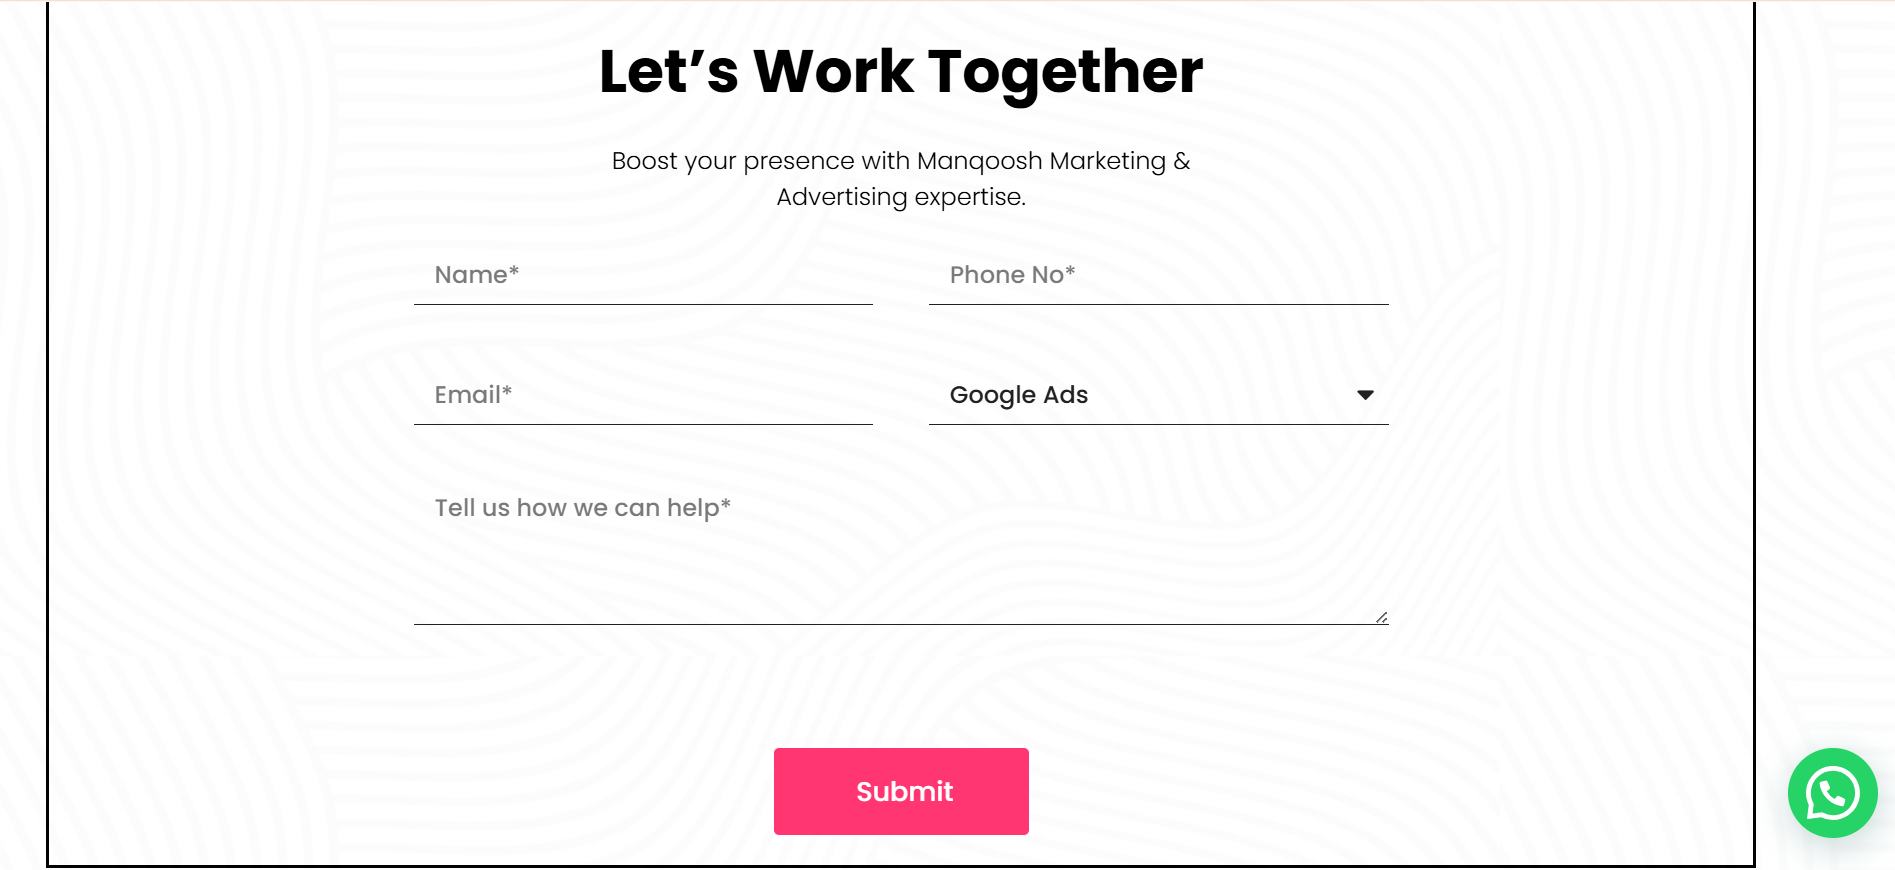 Let’s Work Together
Boost your presence with Manqoosh Marketing &
Advertising expertise.
Name*
Phone No*
Email*
Google Ads
Tell us how we can help*
Submit